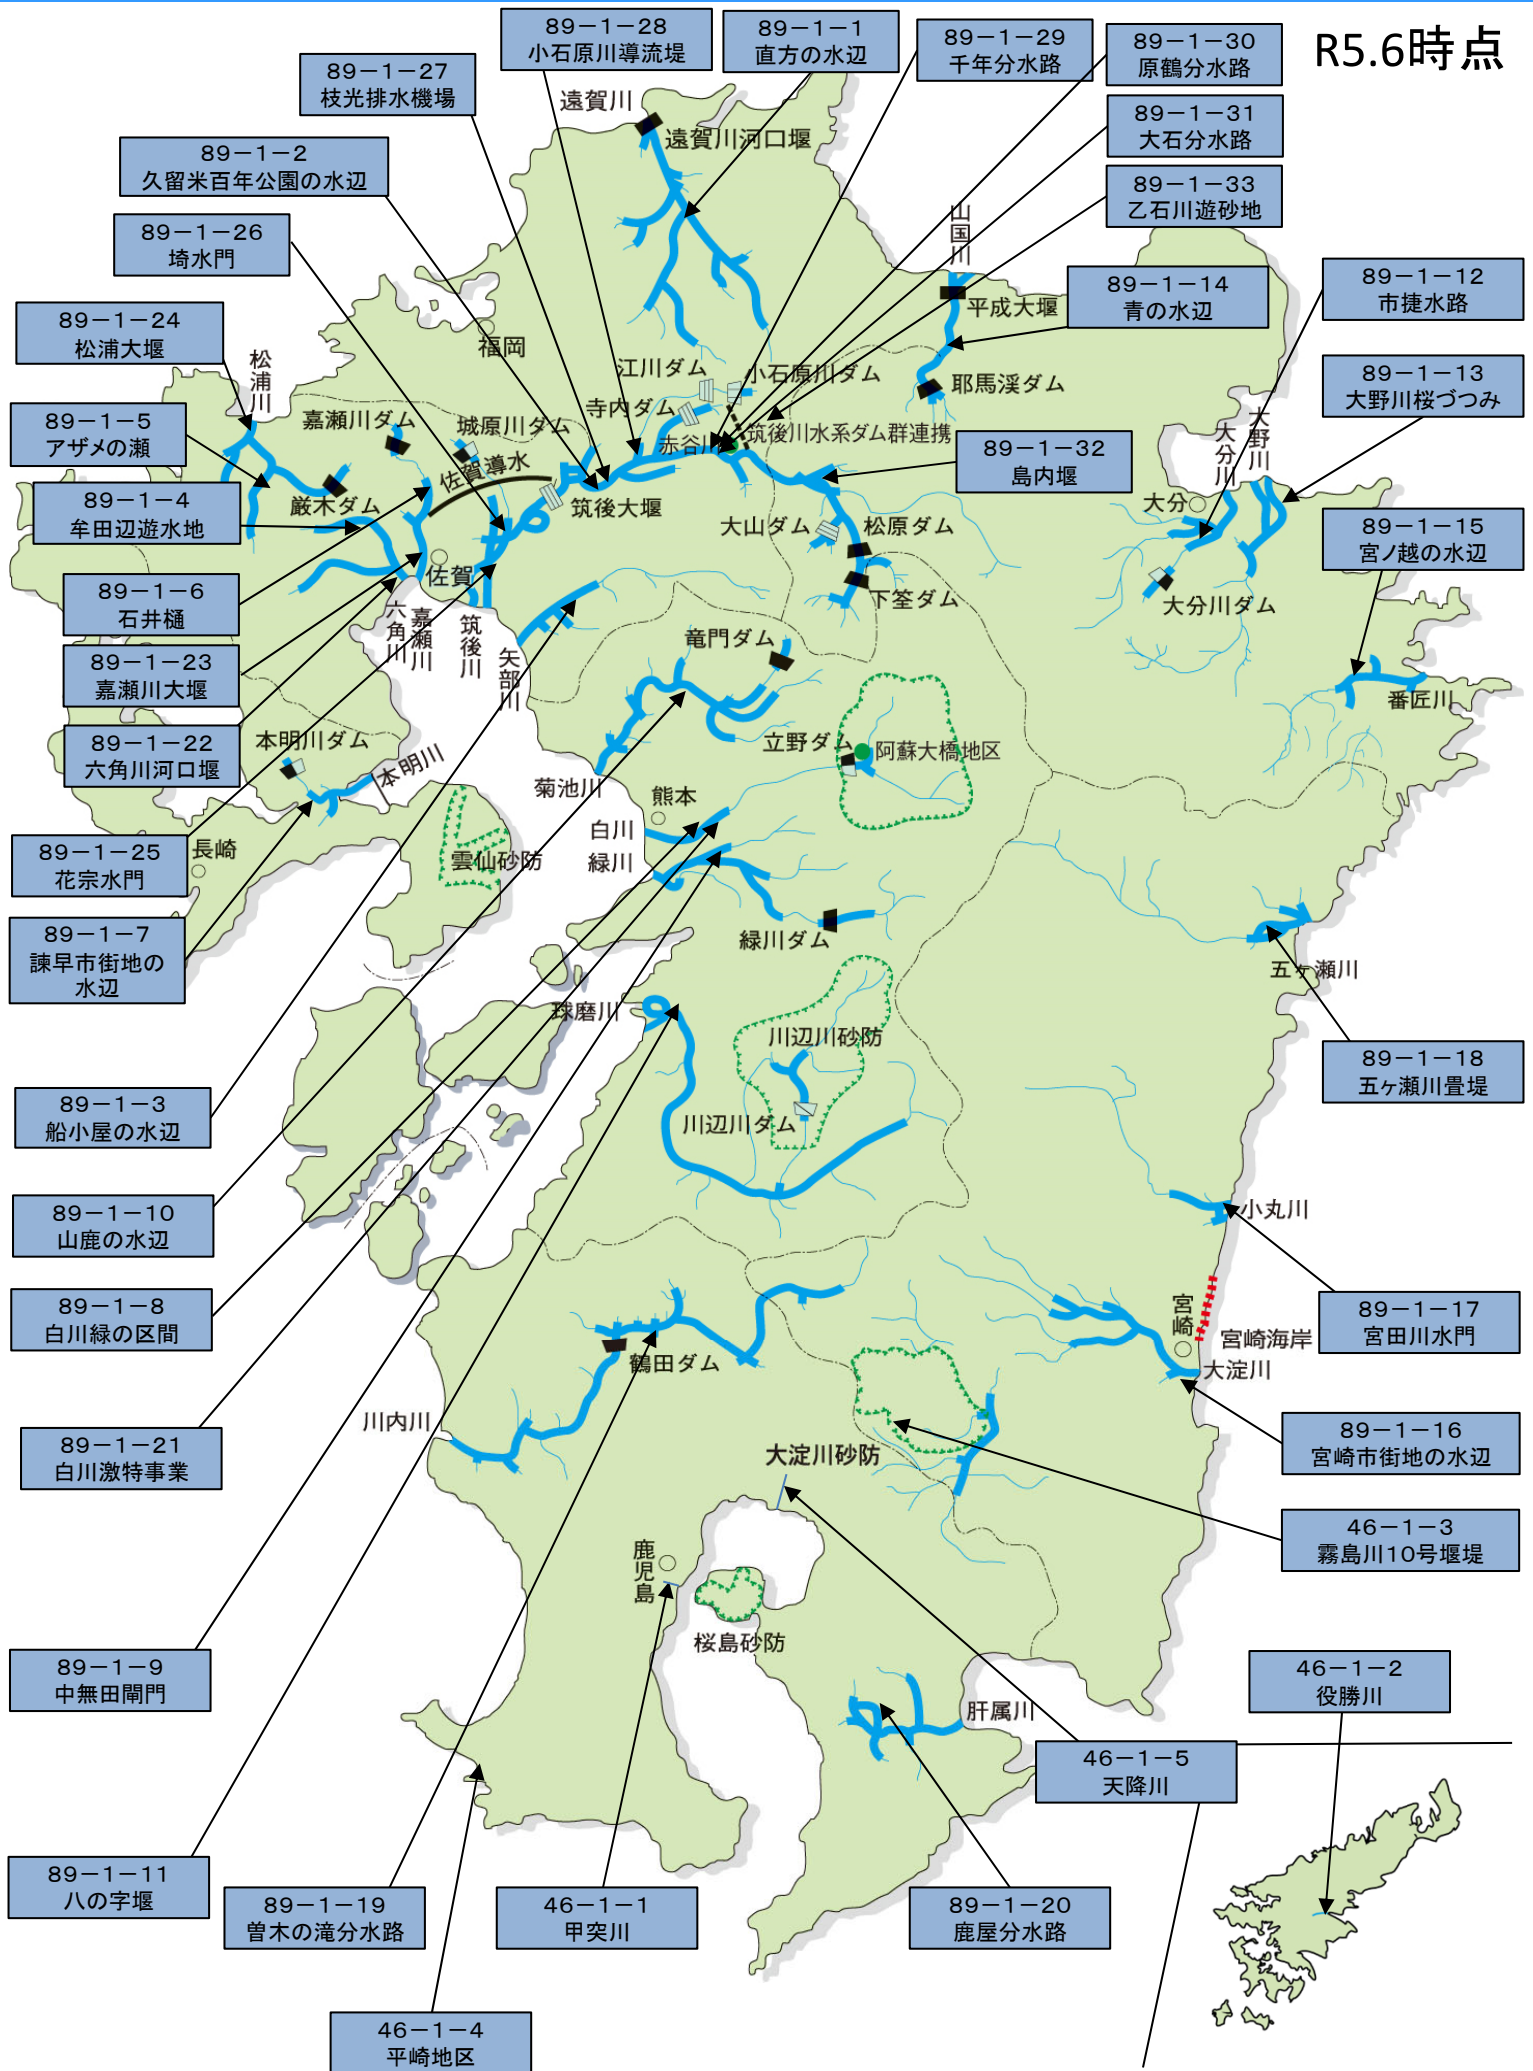 R5.6時点
89－1－28
小石原川導流堤
89－1－1
直方の水辺
89－1－29
千年分水路
89－1－30
原鶴分水路
89－1－27
枝光排水機場
89－1－31
大石分水路
89－1－2
久留米百年公園の水辺
89－1－33
乙石川遊砂地
89－1－26
埼水門
89－1－14
青の水辺
89－1－12
市捷水路
89－1－24
松浦大堰
89－1－13
大野川桜づつみ
89－1－5
アザメの瀬
89－1－32
島内堰
89－1－4
牟田辺遊水地
89－1－15
宮ノ越の水辺
89－1－6
石井樋
89－1－23
嘉瀬川大堰
89－1－22
六角川河口堰
89－1－25
花宗水門
89－1－7
諫早市街地の
水辺
89－1－18
五ヶ瀬川畳堤
89－1－3
船小屋の水辺
89－1－10
山鹿の水辺
89－1－8
白川緑の区間
89－1－17
宮田川水門
89－1－21
白川激特事業
89－1－16
宮崎市街地の水辺
46－1－3
霧島川10号堰堤
89－1－9
中無田閘門
46－1－2
役勝川
46－1－5
天降川
89－1－11
八の字堰
89－1－19
曽木の滝分水路
46－1－1
甲突川
89－1－20
鹿屋分水路
46－1－4
平崎地区
遠賀川
遠賀川河口堰
山国川
平成大堰
耶馬渓ダム
福岡
松浦川
江川ダム
小石原川ダム
寺内ダム
嘉瀬川ダム
城原川ダム
赤谷川
筑後川水系ダム群連携
佐賀導水
厳木ダム
筑後大堰
大山ダム
松原ダム
下筌ダム
大分川
大野川
大分
大分川ダム
番匠川
佐賀
六角川
嘉瀬川
筑後川
矢部川
竜門ダム
立野ダム
阿蘇大橋地区
本明川ダム
本明川
菊池川
熊本
白川
緑川
長崎
雲仙砂防
緑川ダム
五ヶ瀬川
球磨川
川辺川砂防
川辺川ダム
小丸川
宮崎
宮崎海岸
大淀川
鶴田ダム
川内川
大淀川砂防
鹿児島
桜島砂防
肝属川